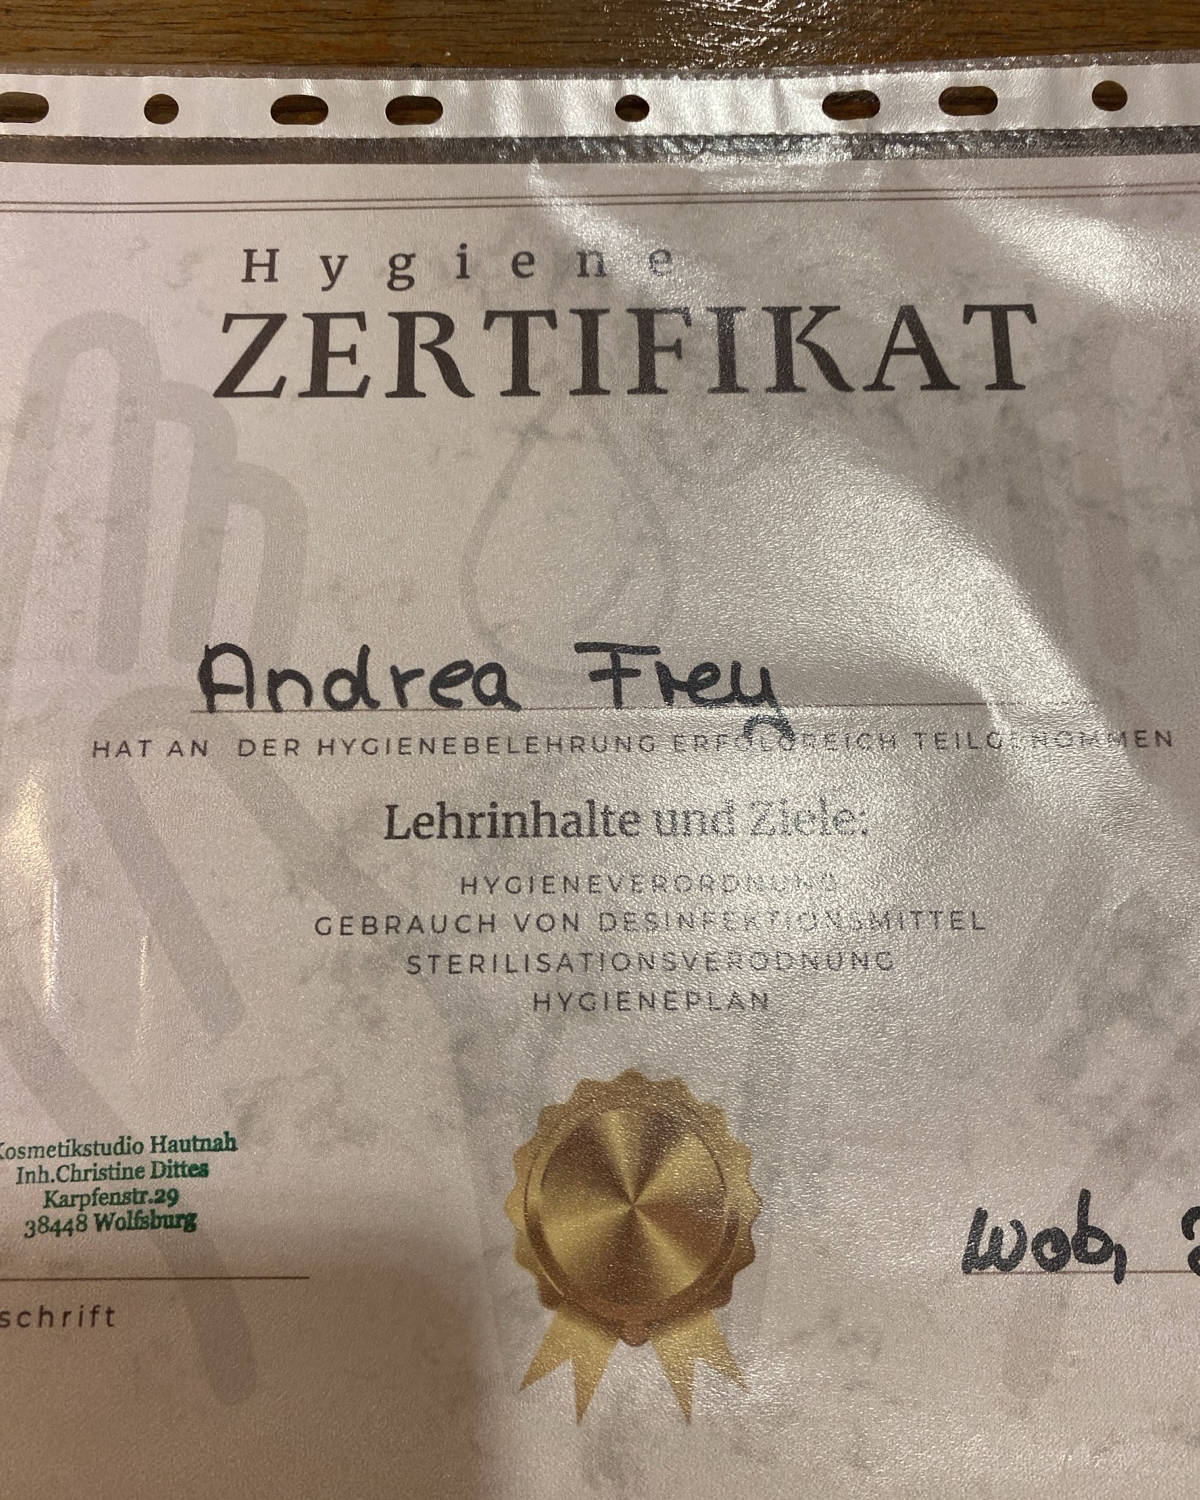 Hygiene
ZERTIFIKAT
Andrea Frey
HAT AN DER HYGIENEBELEHRUNG ERFOLGREICH TEILGENOMMEN
Lehrinhalte und Ziele:
HYGIENEVERORDNUNG
GEBRAUCH VON DESINFEKTIONSMITTEL
STERILISATIONSVERODNUNG
HYGIENEPLAN
Kosmetikstudio Hautnah
Inh.Christine Dittes
Karpfenstr.29
38448 Wolfsburg
Wob,
schrift